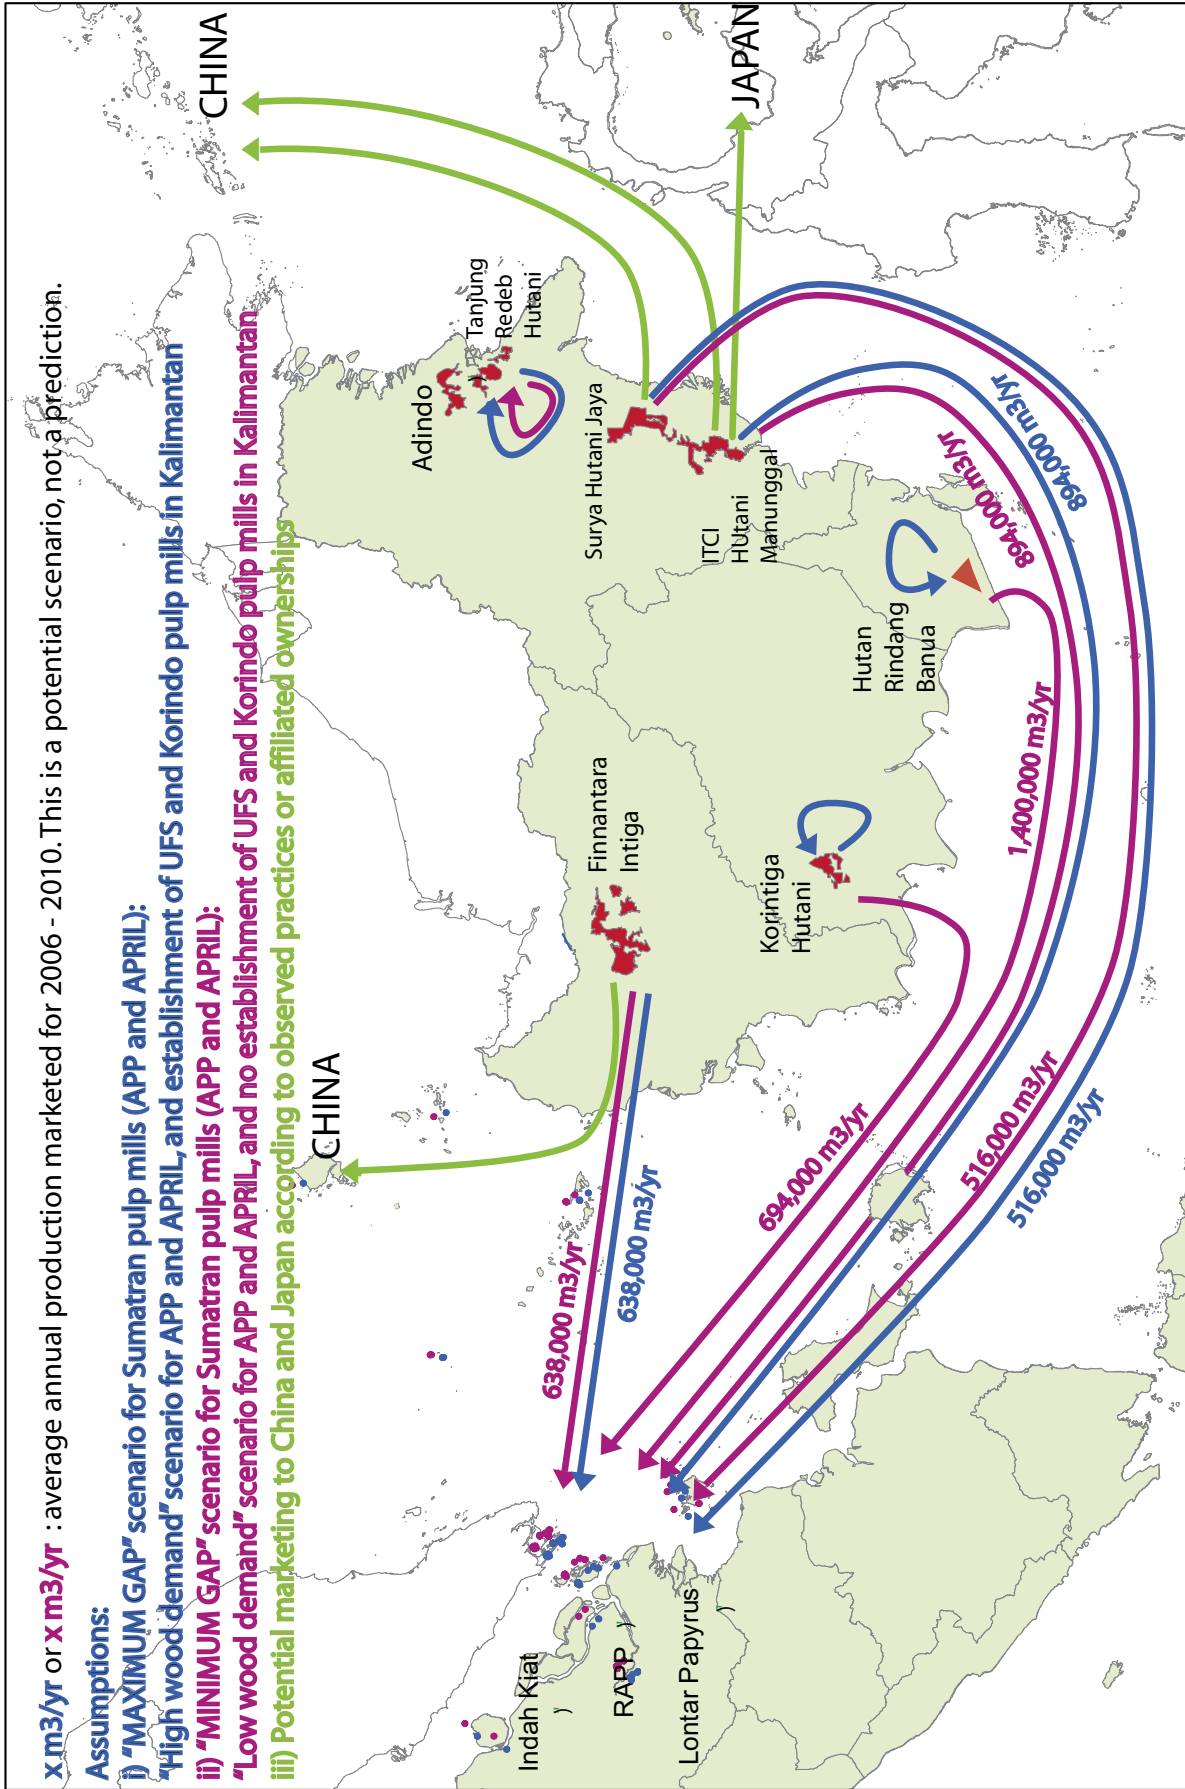 x m3/yr or x m3/yr : average annual production marketed for 2006 - 2010. This is a potential scenario, not a prediction.
Assumptions:
i) "MAXIMUM GAP" scenario for Sumatran pulp mills (APP and APRIL):
"High wood demand" scenario for APP and APRIL, and establishment of UFS and Korindo pulp mills in Kalimantan
ii) "MINIMUM GAP" scenario for Sumatran pulp mills (APP and APRIL):
"Low wood demand" scenario for APP and APRIL, and no establishment of UFS and Korindo pulp mills in Kalimantan
iii) Potential marketing to China and Japan according to observed practices or affiliated ownerships
CHINA
CHINA
JAPAN
Adindo
Tanjung
Redeb
Hutani
Surya Hutani Jaya
ITCI
HUtani
Manunggal
Finnantara
Intiga
Korintiga
Hutani
Hutan
Rindang
Banua
Indah Kiat
RAPP
Lontar Papyrus
638,000 m3/yr
638,000 m3/yr
694,000 m3/yr
1,400,000 m3/yr
894,000 m3/yr
894,000 m3/yr
516,000 m3/yr
516,000 m3/yr